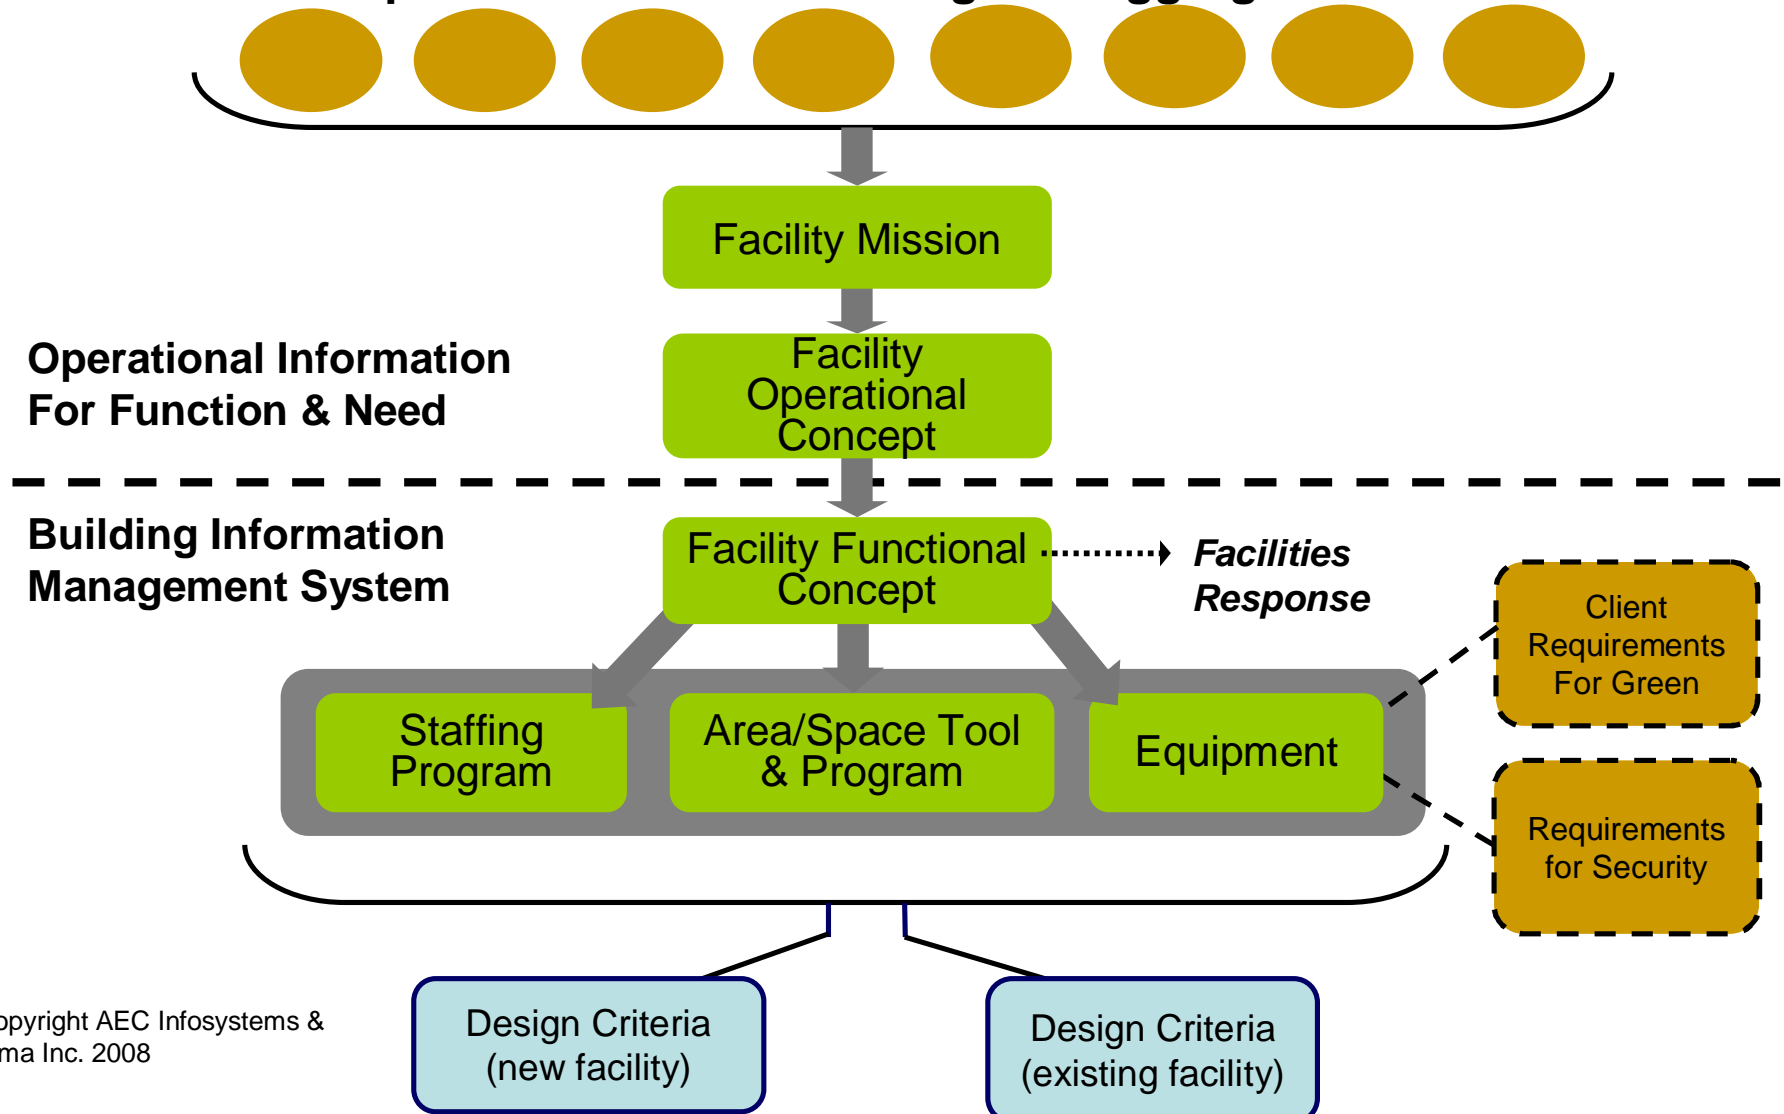 Facility Mission
Operational Information
For Function & Need
Facility
Operational
Concept
Building Information
Management System
Facility Functional
Concept
Facilities
Response
Client
Requirements
For Green
Staffing
Program
Area/Space Tool
& Program
Equipment
Requirements
for Security
opyright AEC Infosystems &
ma Inc. 2008
Design Criteria
(new facility)
Design Criteria
(existing facility)